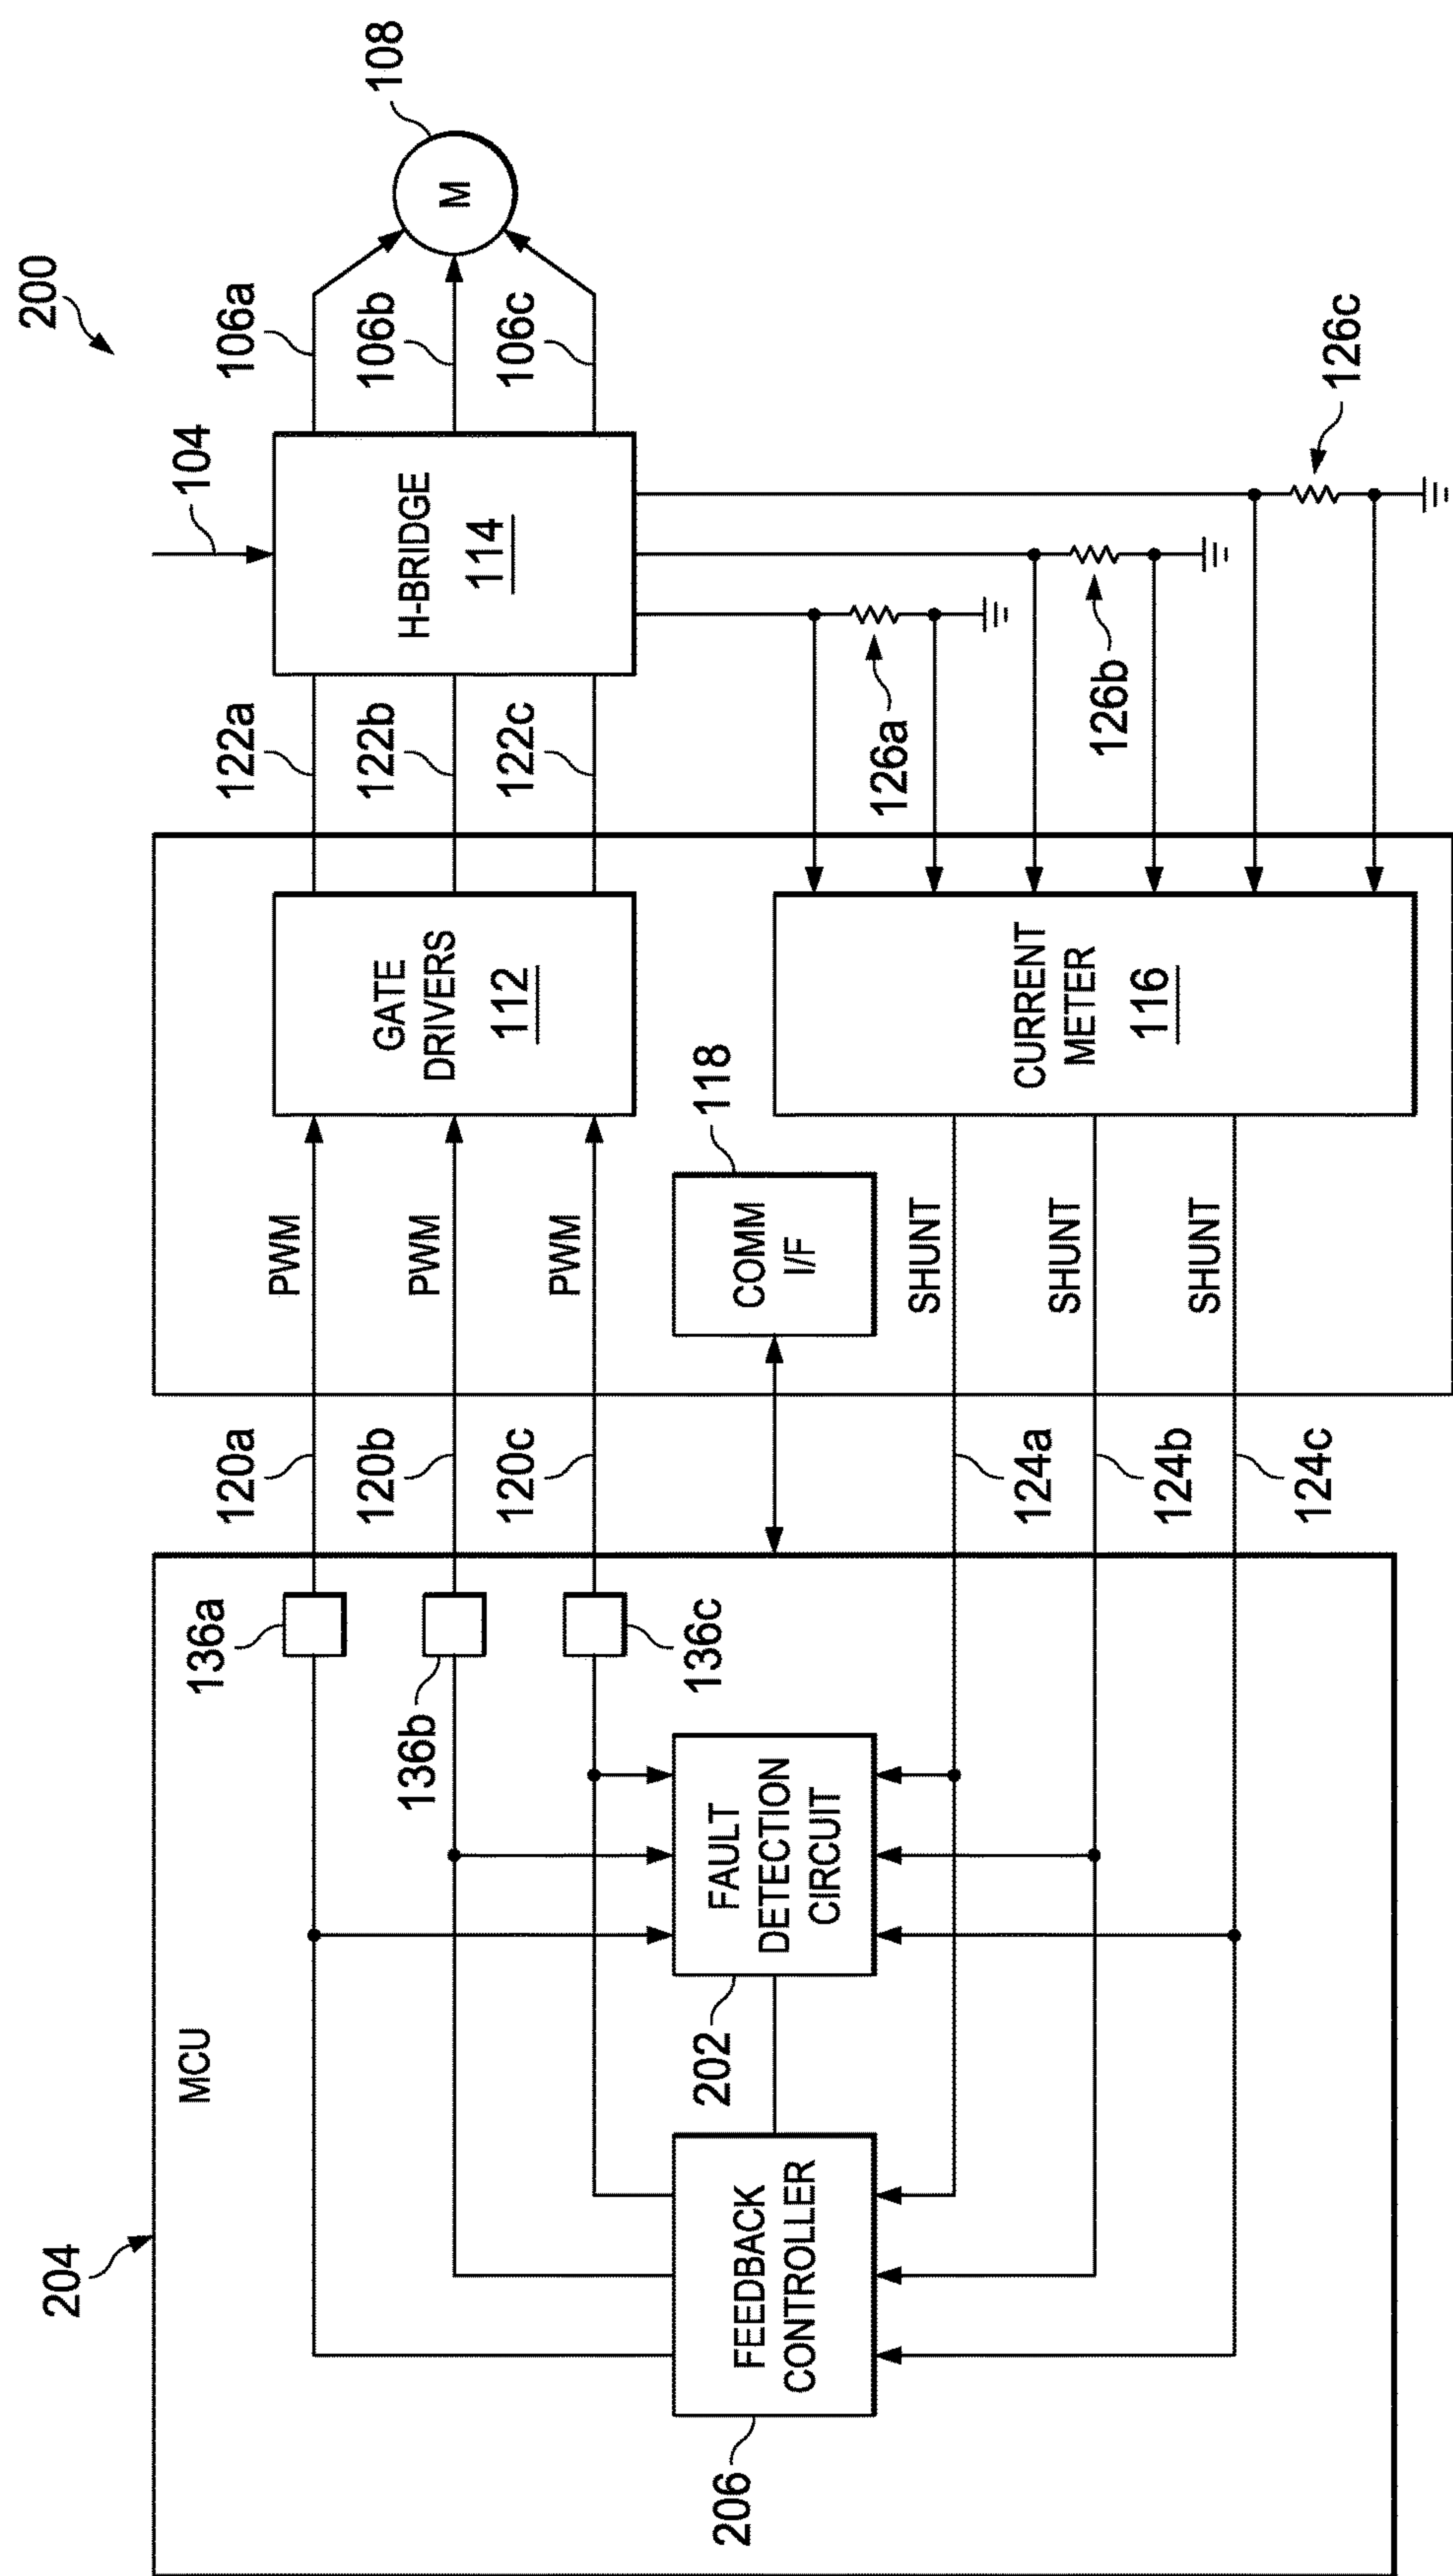 200
204
MCU
136a
136b
136c
120a
120b
120c
PWM
PWM
PWM
GATE
DRIVERS
112
122a
122b
122c
104
H-BRIDGE
114
106a
106b
106c
M
108
206
FEEDBACK
CONTROLLER
202
FAULT
DETECTION
CIRCUIT
COMM
I/F
118
124a
124b
124c
SHUNT
SHUNT
SHUNT
CURRENT
METER
116
126a
126b
126c